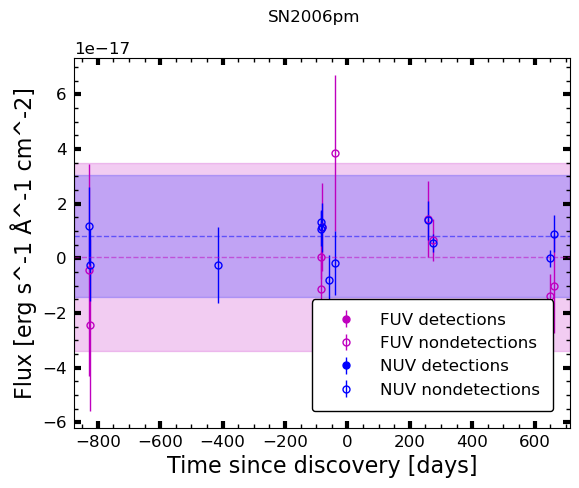 SN2006pm
1e−17
6
4
2
0
−2
−4
−6
Flux [erg s^-1 Å^-1 cm^-2]
FUV detections
FUV nondetections
NUV detections
NUV nondetections
−800 −600 −400 −200 0 200 400 600
Time since discovery [days]